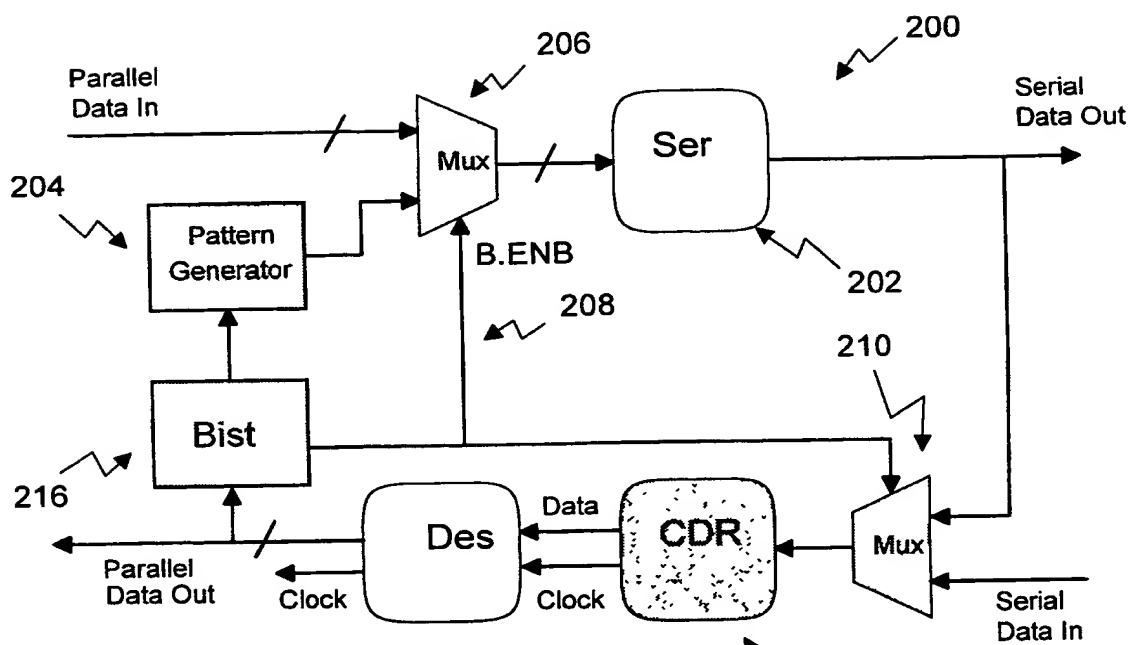 206
200
Parallel
Data In
Serial
Data Out
Mux
Ser
204
Pattern
Generator
B.ENB
202
208
210
Bist
216
Data
Des
CDR
Mux
Parallel
Data Out
Clock
Clock
Serial
Data In